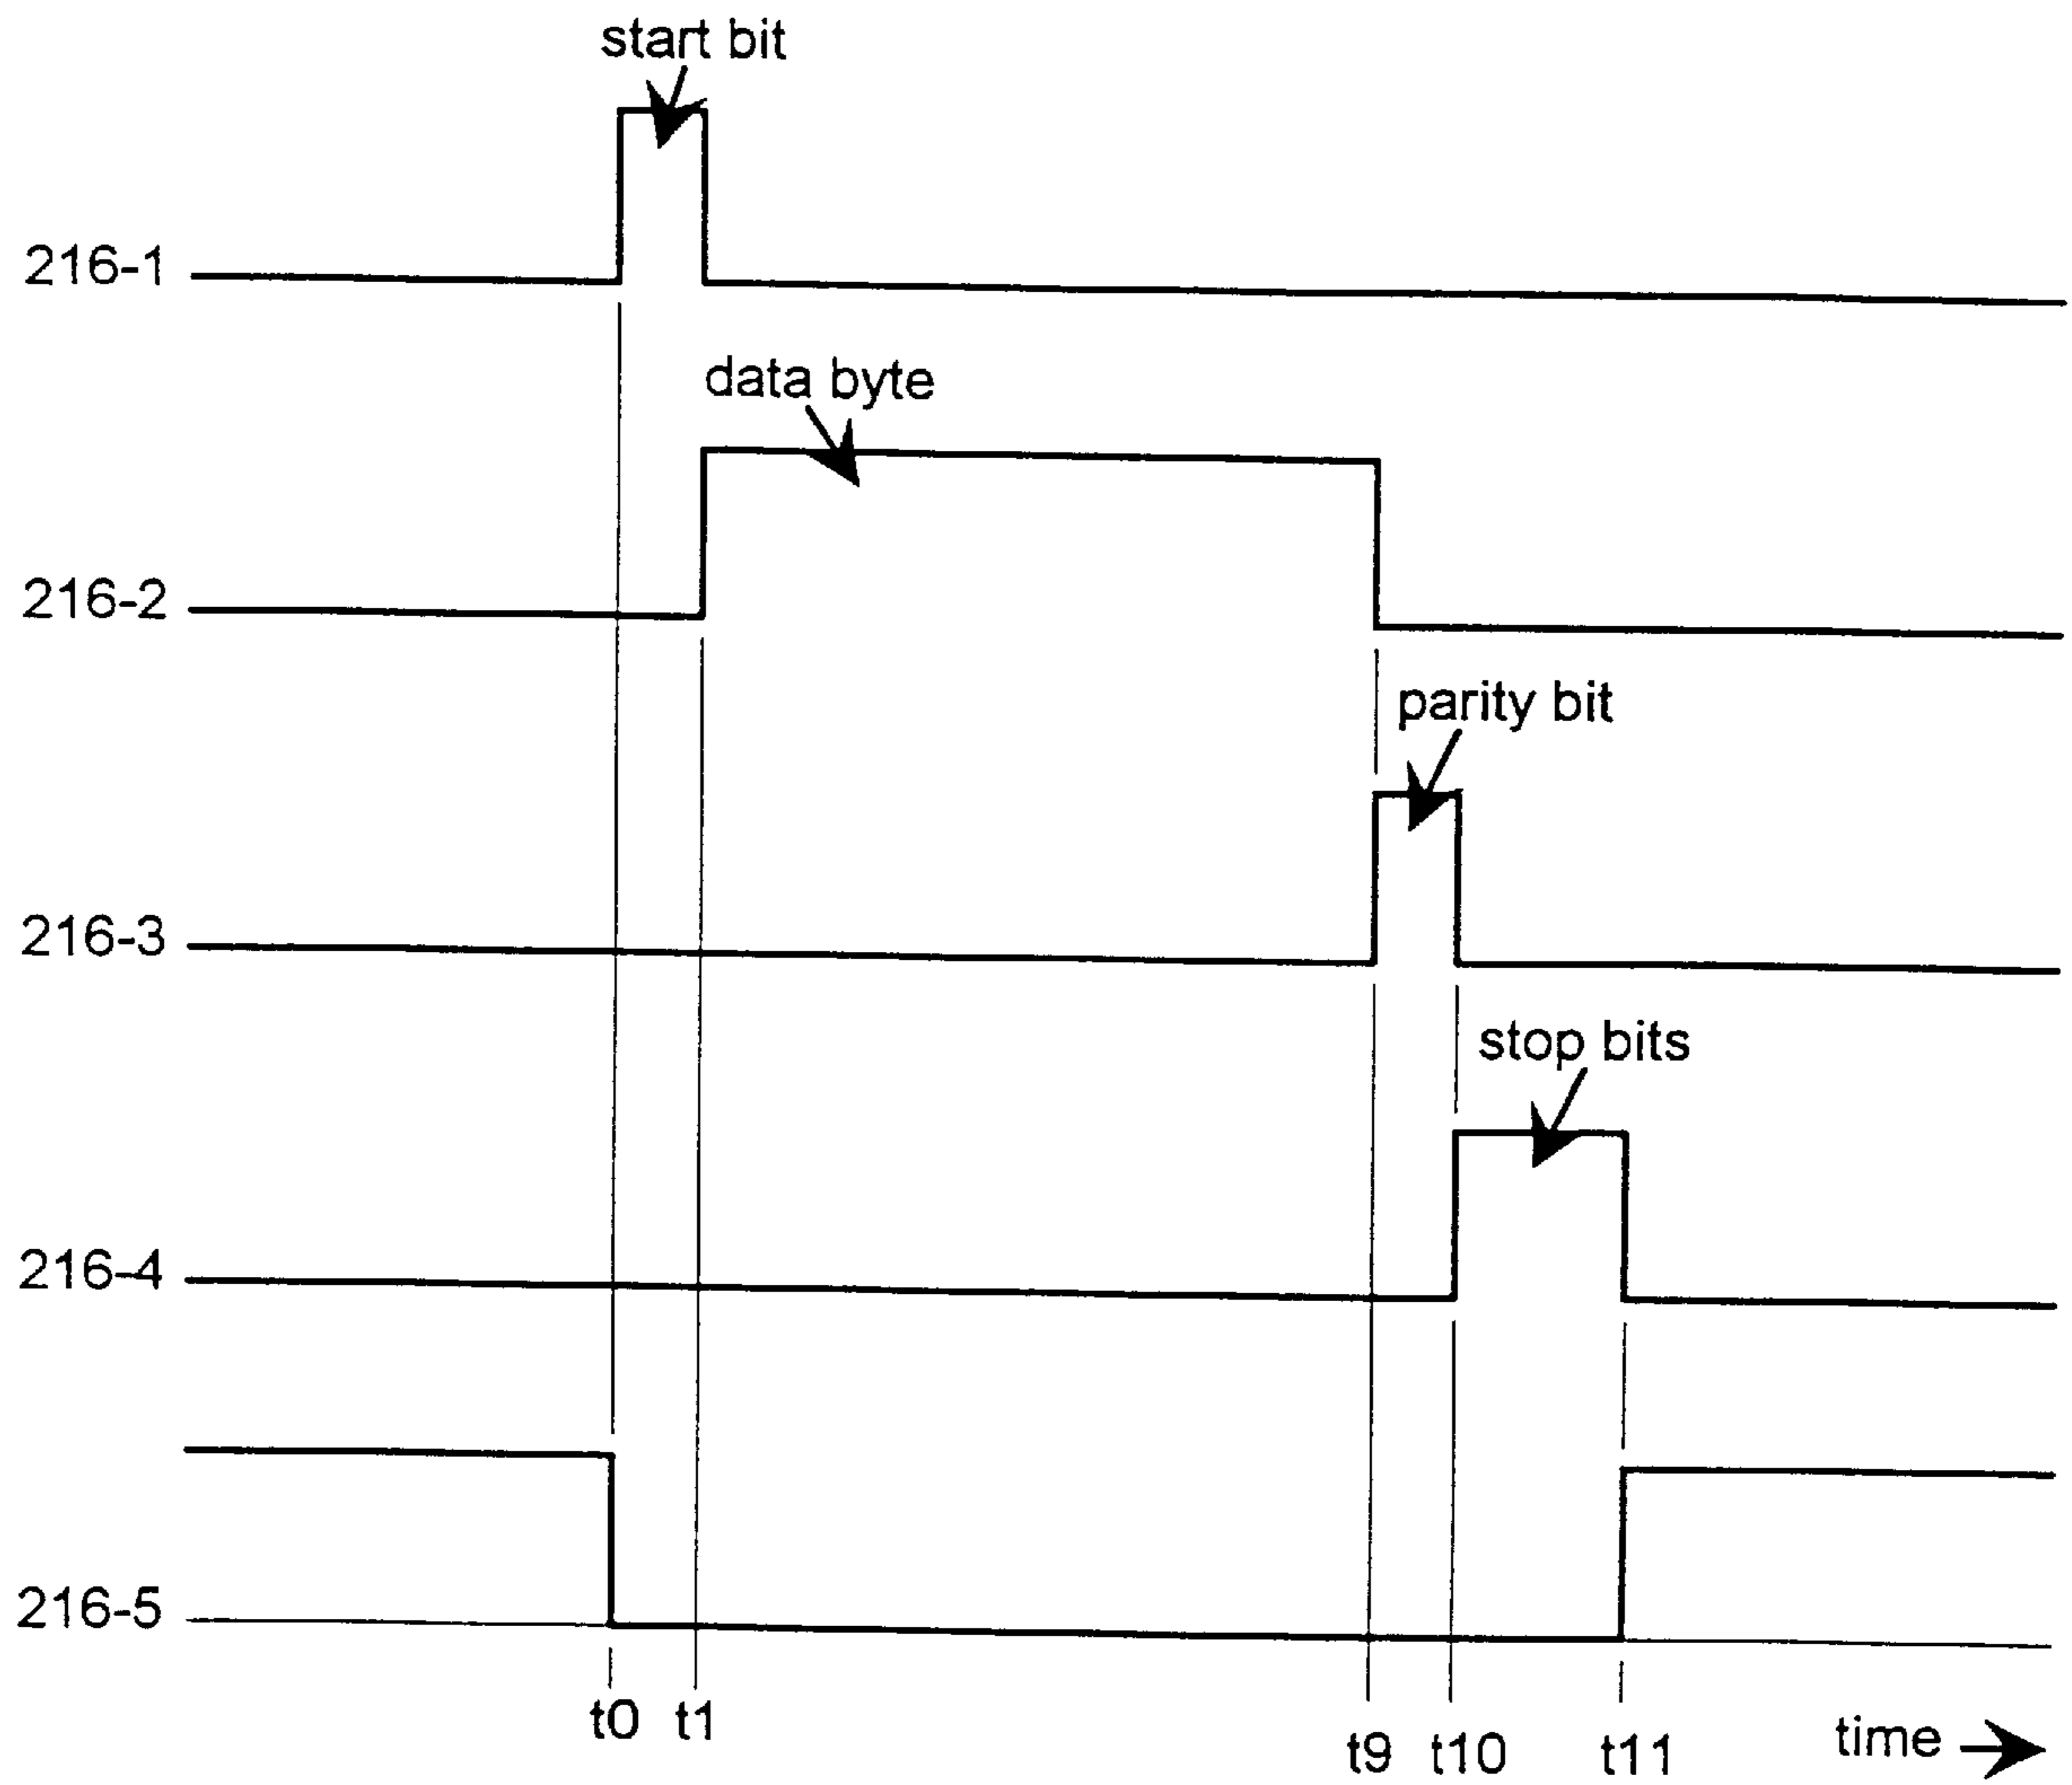 start bit
216-1
data byte
216-2
parity bit
216-3
stop bits
216-4
216-5
t0 t1
t9 t10 t11 time